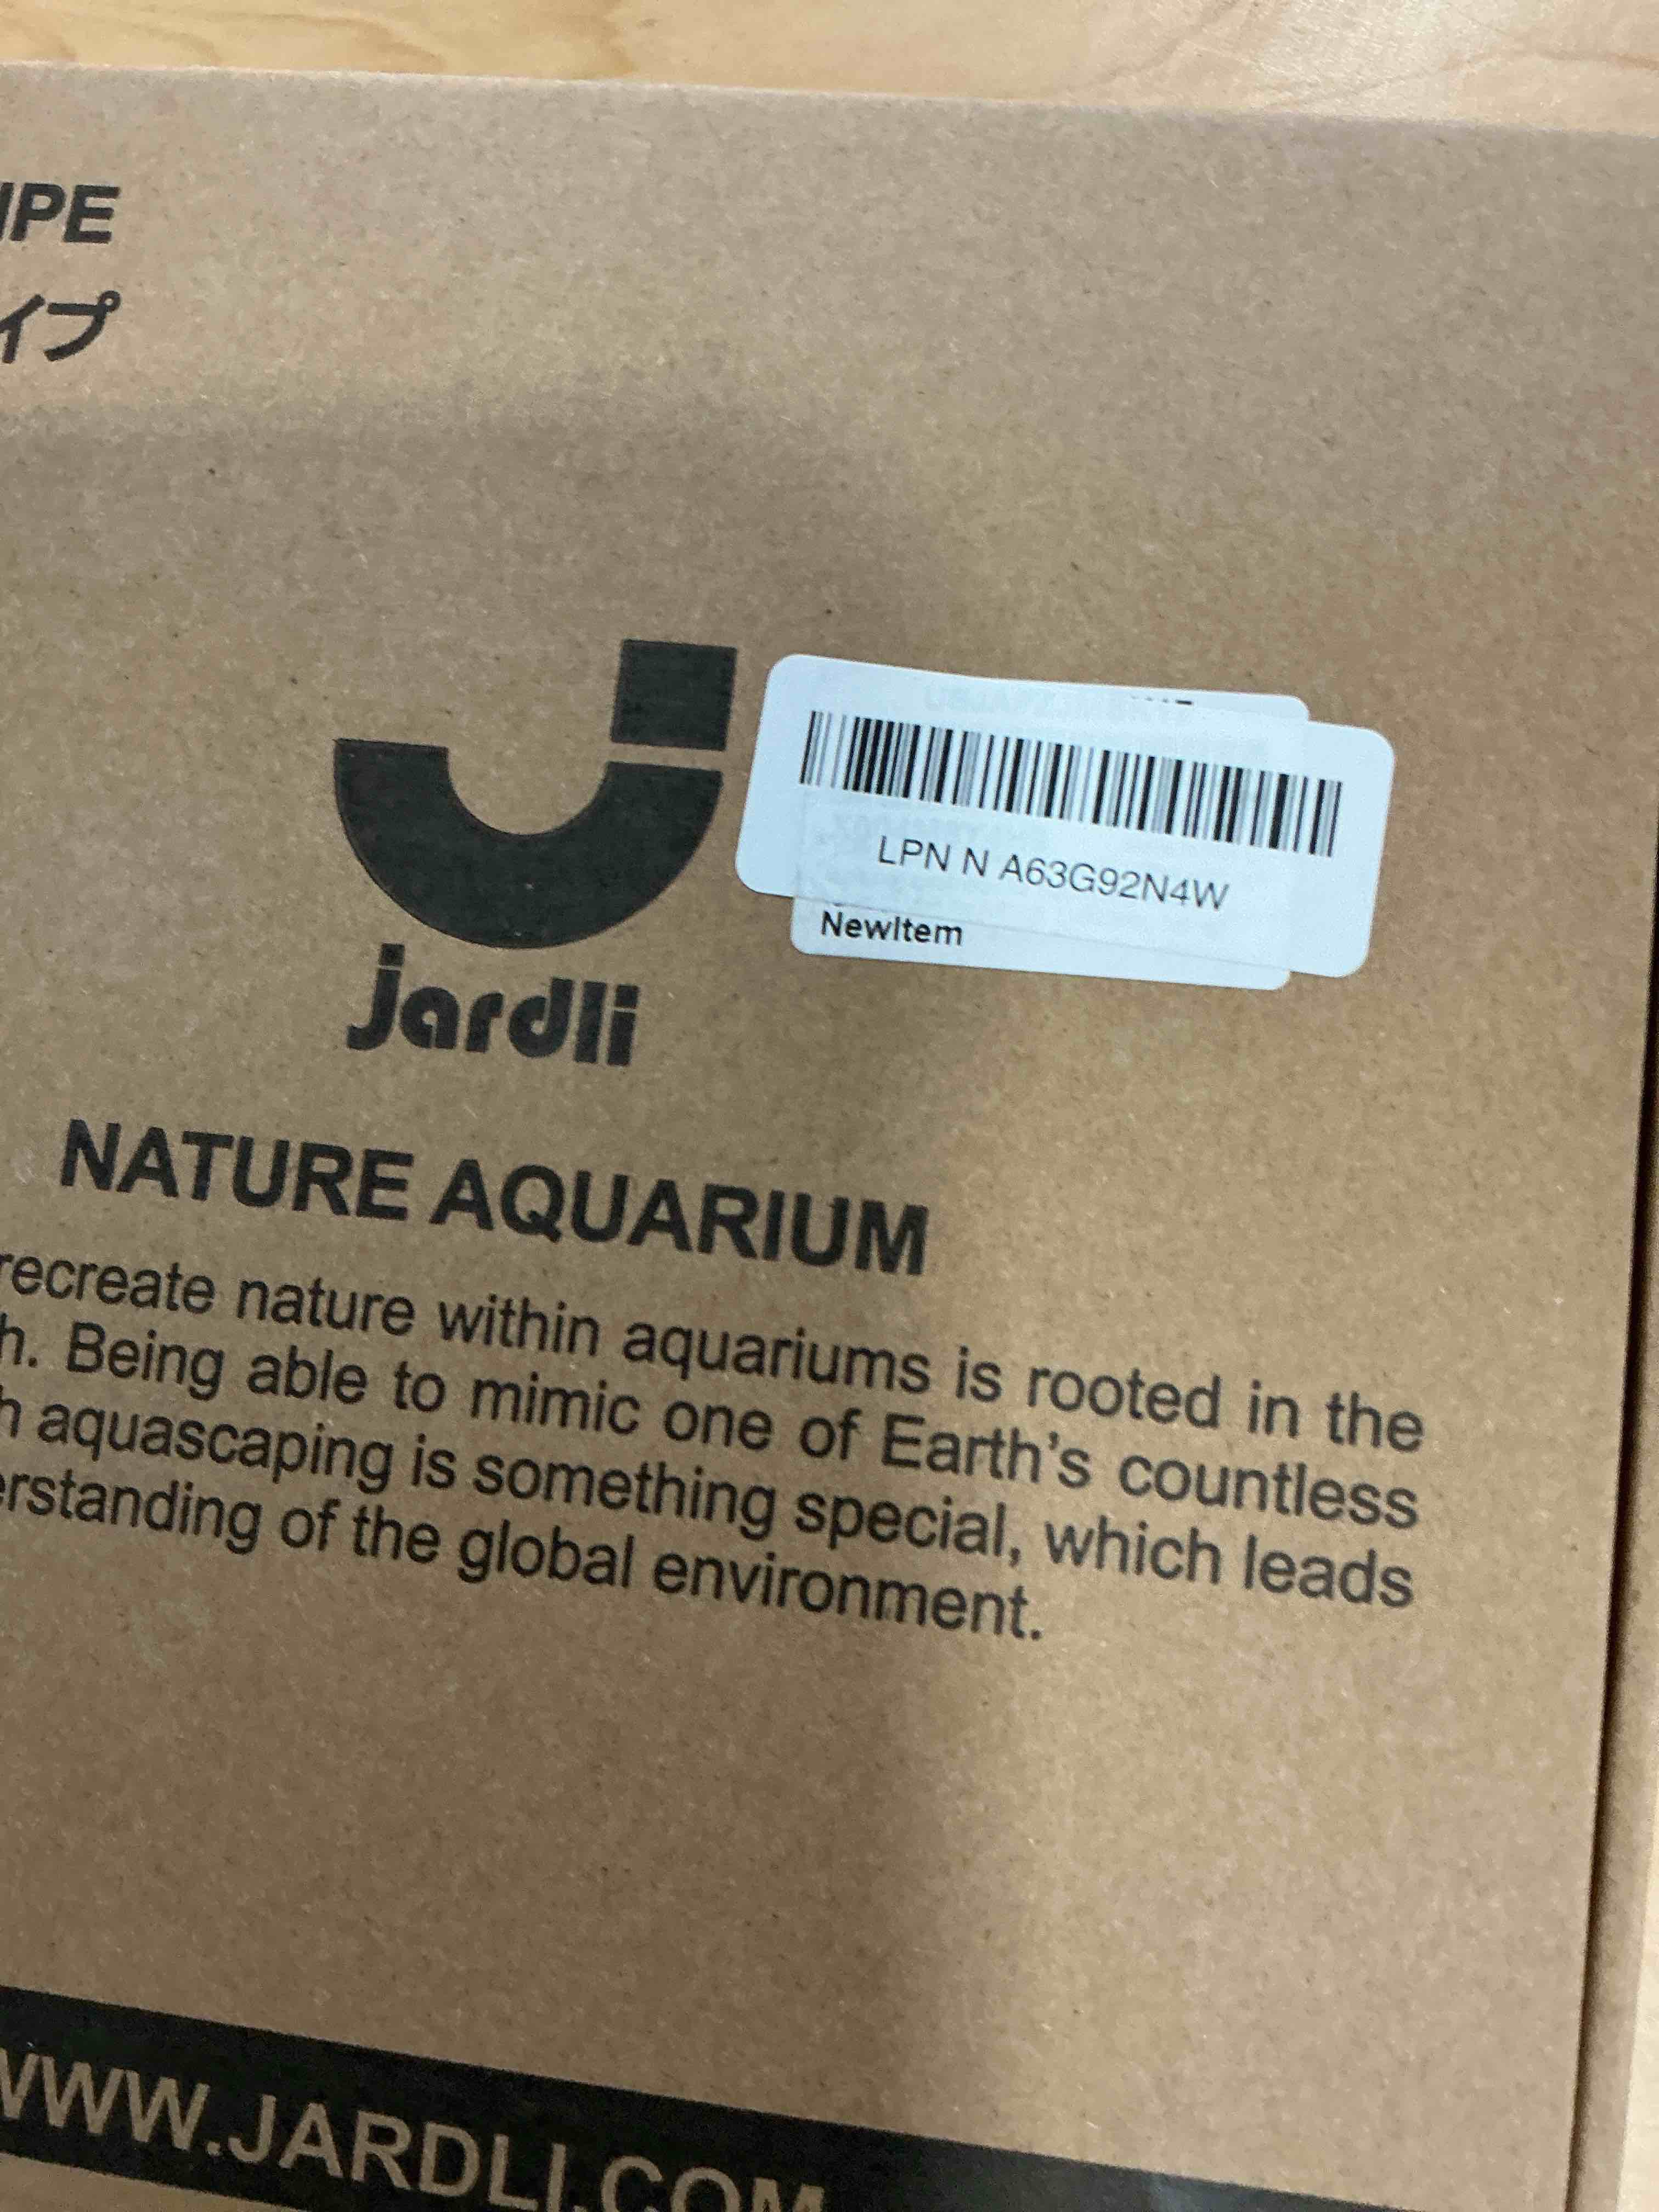 IPE
イプ
LPN N A63G92N4W
NewItem
jardli
NATURE AQUARIUM
recreate nature within aquariums is rooted in the
h. Being able to mimic one of Earth's countless
h aquascaping is something special, which leads
erstanding of the global environment.
WWW.JARDLI.COM